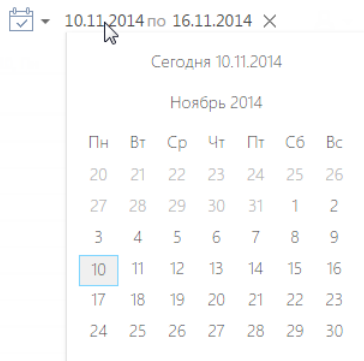 10.11.2014 по 16.11.2014
Сегодня 10.11.2014
Ноябрь 2014
Пн Вт Ср Чт Пт Сб Вс
20 21 22 23 24 25 26
27 28 29 30 31 1 2
3 4 5 6 7 8 9
10 11 12 13 14 15 16
17 18 19 20 21 22 23
24 25 26 27 28 29 30